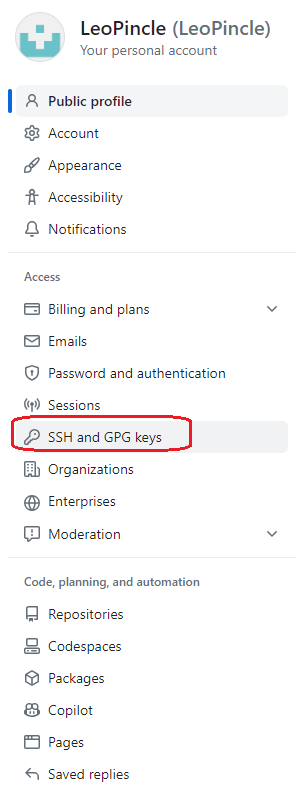 LeoPincle (LeoPincle)
Your personal account
Public profile
Account
Appearance
Accessibility
Notifications
Access
Billing and plans
Emails
Password and authentication
Sessions
SSH and GPG keys
Organizations
Enterprises
Moderation
Code, planning, and automation
Repositories
Codespaces
Packages
Copilot
Pages
Saved replies